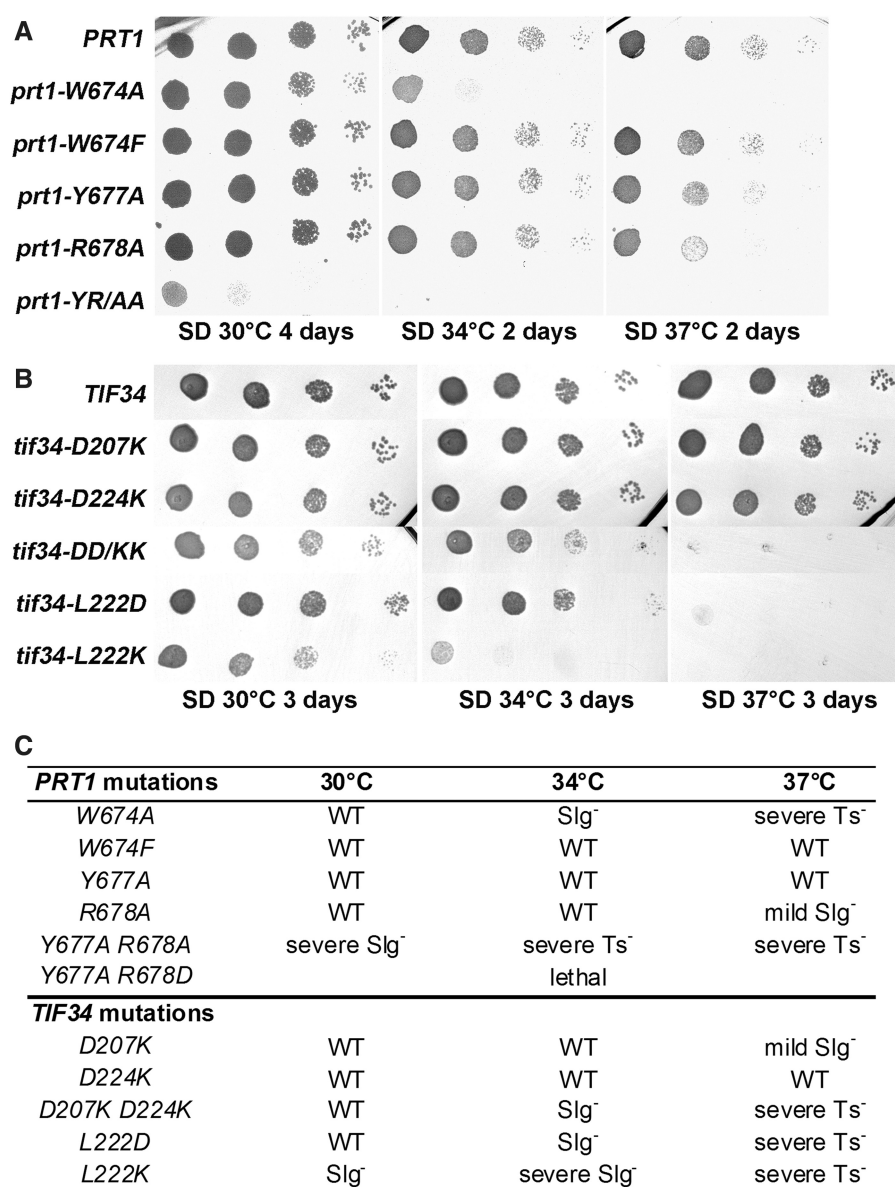 A
PRT1
prt1-W674A
prt1-W674F
prt1-Y677A
prt1-R678A
prt1-YR/AA
SD 30°C 4 days SD 34°C 2 days SD 37°C 2 days
B
TIF34
tif34-D207K
tif34-D224K
tif34-DD/KK
tif34-L222D
tif34-L222K
SD 30°C 3 days SD 34°C 3 days SD 37°C 3 days
C
PRT1 mutations 30°C 34°C 37°C
W674A WT Slg⁻ severe Ts⁻
W674F WT WT WT
Y677A WT WT WT
R678A WT WT mild Slg⁻
Y677A R678A severe Slg⁻ severe Ts⁻ severe Ts⁻
Y677A R678D lethal
TIF34 mutations
D207K WT WT mild Slg⁻
D224K WT WT WT
D207K D224K WT Slg⁻ severe Ts⁻
L222D WT Slg⁻ severe Ts⁻
L222K Slg⁻ severe Slg⁻ severe Ts⁻